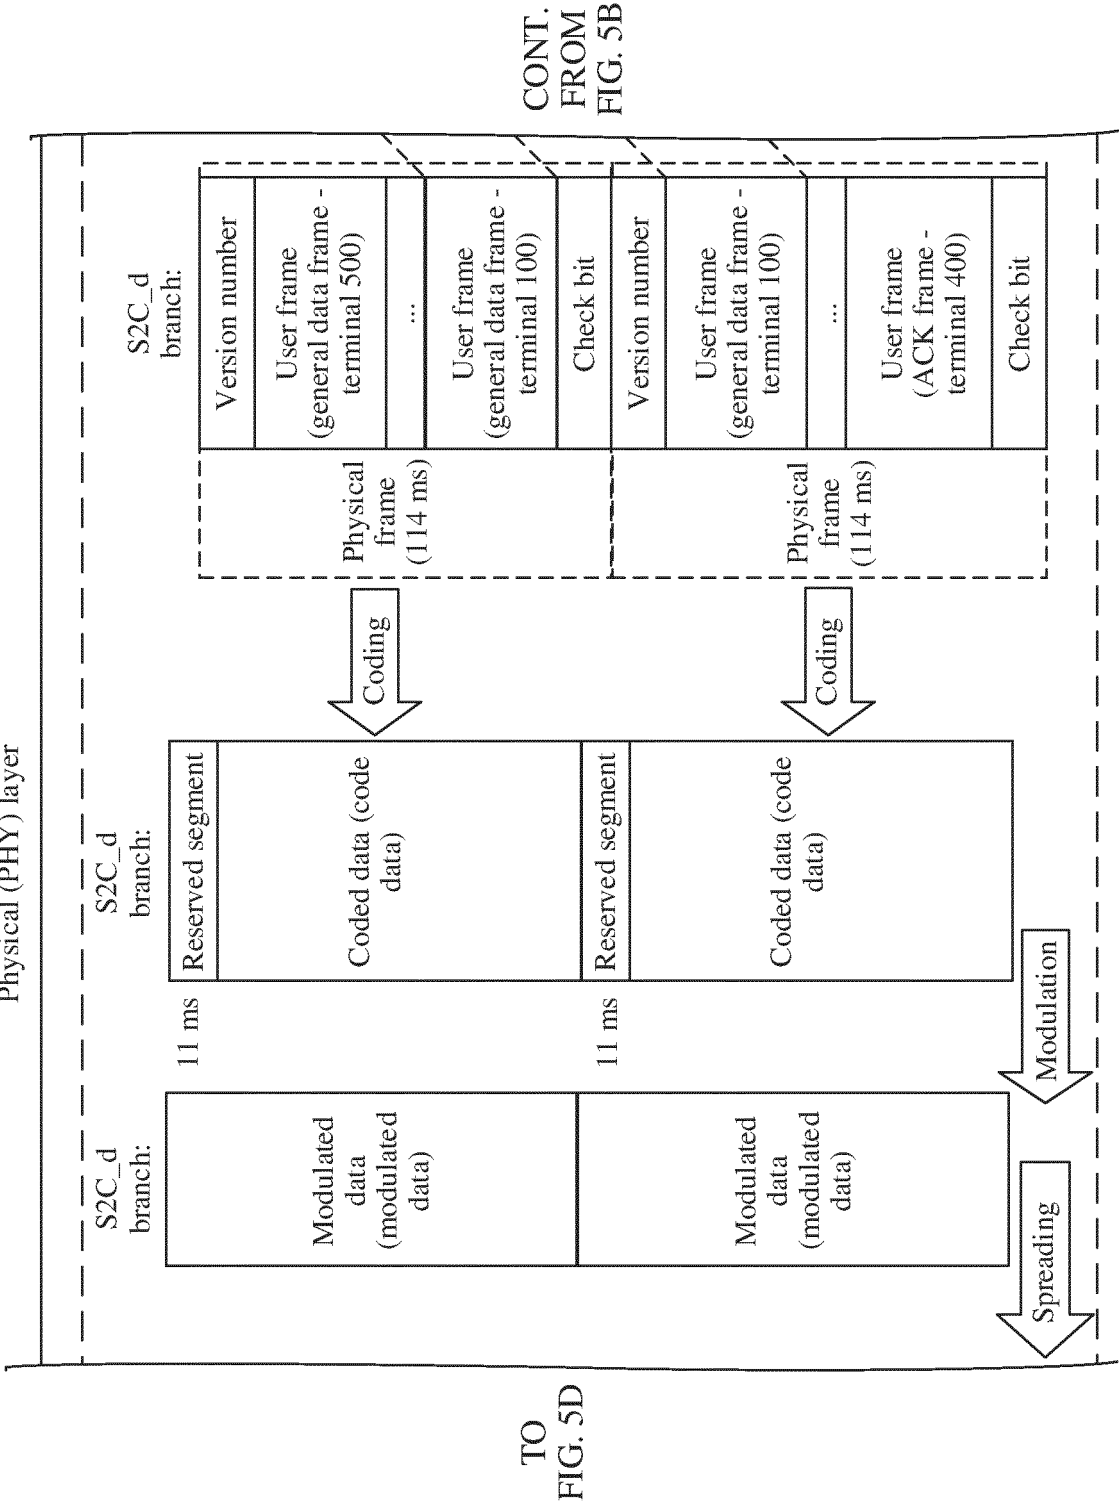 Physical (PHY) layer
CONT.
FROM
FIG. 5B
S2C_d
branch:
Version number
User frame
(general data frame -
terminal 500)
...
User frame
(general data frame -
terminal 100)
Check bit
Version number
User frame
(general data frame -
terminal 100)
...
User frame
(ACK frame -
terminal 400)
Check bit
Physical
frame
(114 ms)
Physical
frame
(114 ms)
Coding
Coding
S2C_d
branch:
Reserved segment
Coded data (code
data)
Reserved segment
Coded data (code
data)
11 ms
11 ms
Modulation
S2C_d
branch:
Modulated
data
(modulated
data)
Modulated
data
(modulated
data)
Spreading
TO
FIG. 5D